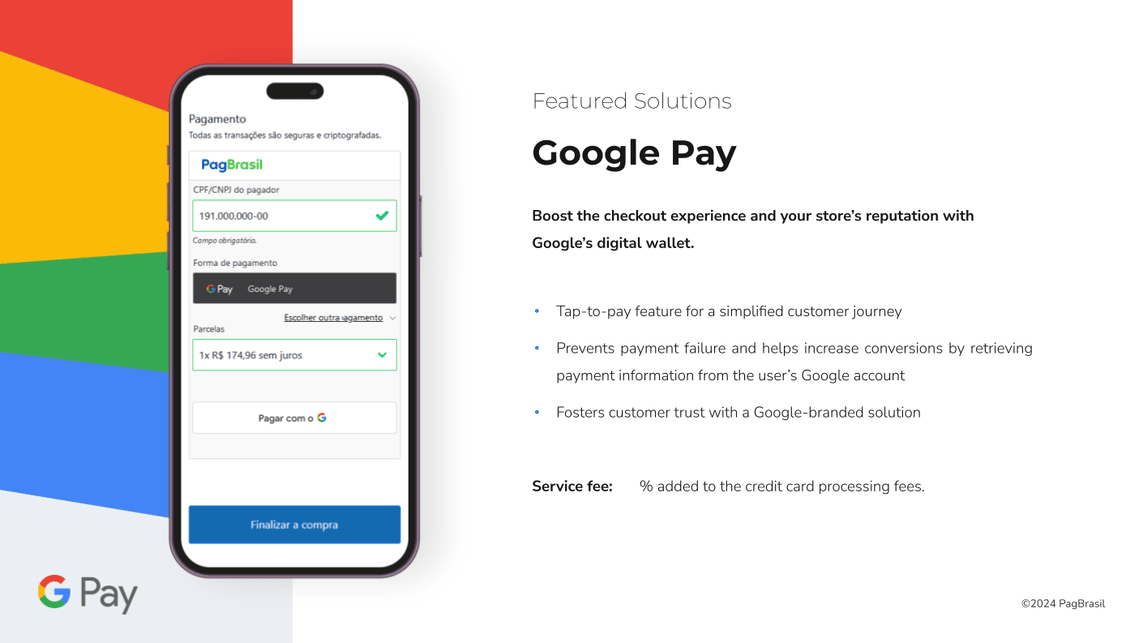 Pagamento
Todas as transações são seguras e criptografadas.
PagBrasil
CPF/CNPJ do pagador
191.000.000-00
Campo obrigatório.
Forma de pagamento
G Pay Google Pay
Escolher outra agamento
Parcelas
1x R$ 174,96 sem juros
Pagar com o G
Finalizar a compra
G Pay
Featured Solutions
Google Pay
Boost the checkout experience and your store’s reputation with
Google’s digital wallet.
• Tap-to-pay feature for a simplified customer journey
• Prevents payment failure and helps increase conversions by retrieving
payment information from the user’s Google account
• Fosters customer trust with a Google-branded solution
Service fee: % added to the credit card processing fees.
©2024 PagBrasil